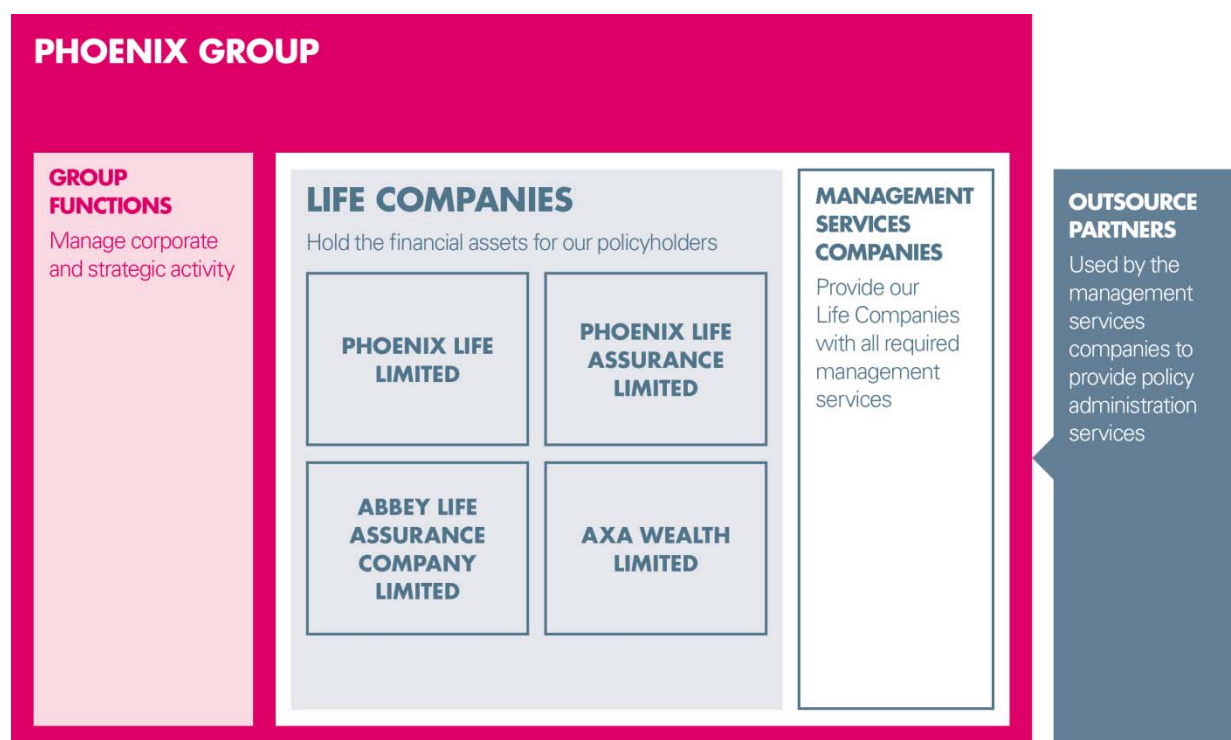 PHOENIX GROUP
GROUP
FUNCTIONS
Manage corporate
and strategic activity
LIFE COMPANIES
Hold the financial assets for our policyholders
PHOENIX LIFE
LIMITED
PHOENIX LIFE
ASSURANCE
LIMITED
ABBEY LIFE
ASSURANCE
COMPANY
LIMITED
AXA WEALTH
LIMITED
MANAGEMENT
SERVICES
COMPANIES
Provide our
Life Companies
with all required
management
services
OUTSOURCE
PARTNERS
Used by the
management
services
companies to
provide policy
administration
services